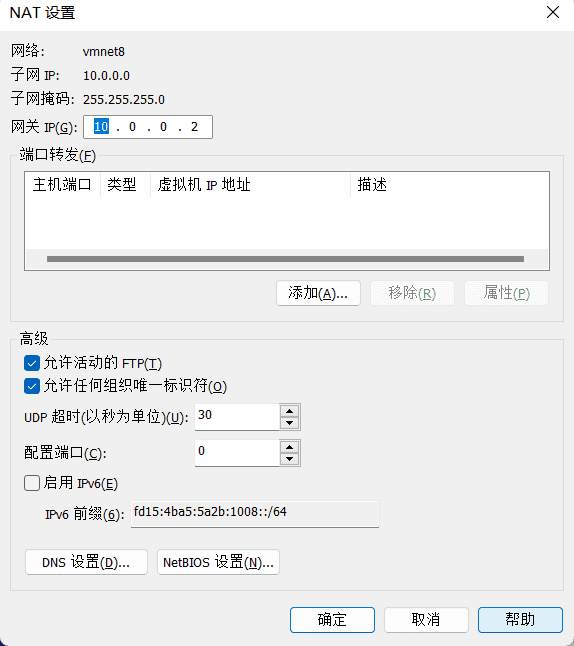 NAT 设置
网络: vmnet8
子网 IP: 10.0.0.0
子网掩码: 255.255.255.0
网关 IP(G): 10 . 0 . 0 . 2
端口转发(F)
主机端口 类型 虚拟机 IP 地址 描述
添加(A)... 移除(R) 属性(P)
高级
允许活动的 FTP(T)
允许任何组织唯一标识符(O)
UDP 超时(以秒为单位)(U): 30
配置端口(C): 0
启用 IPv6(E)
IPv6 前缀(6): fd15:4ba5:5a2b:1008::/64
DNS 设置(D)... NetBIOS 设置(N)...
确定 取消 帮助